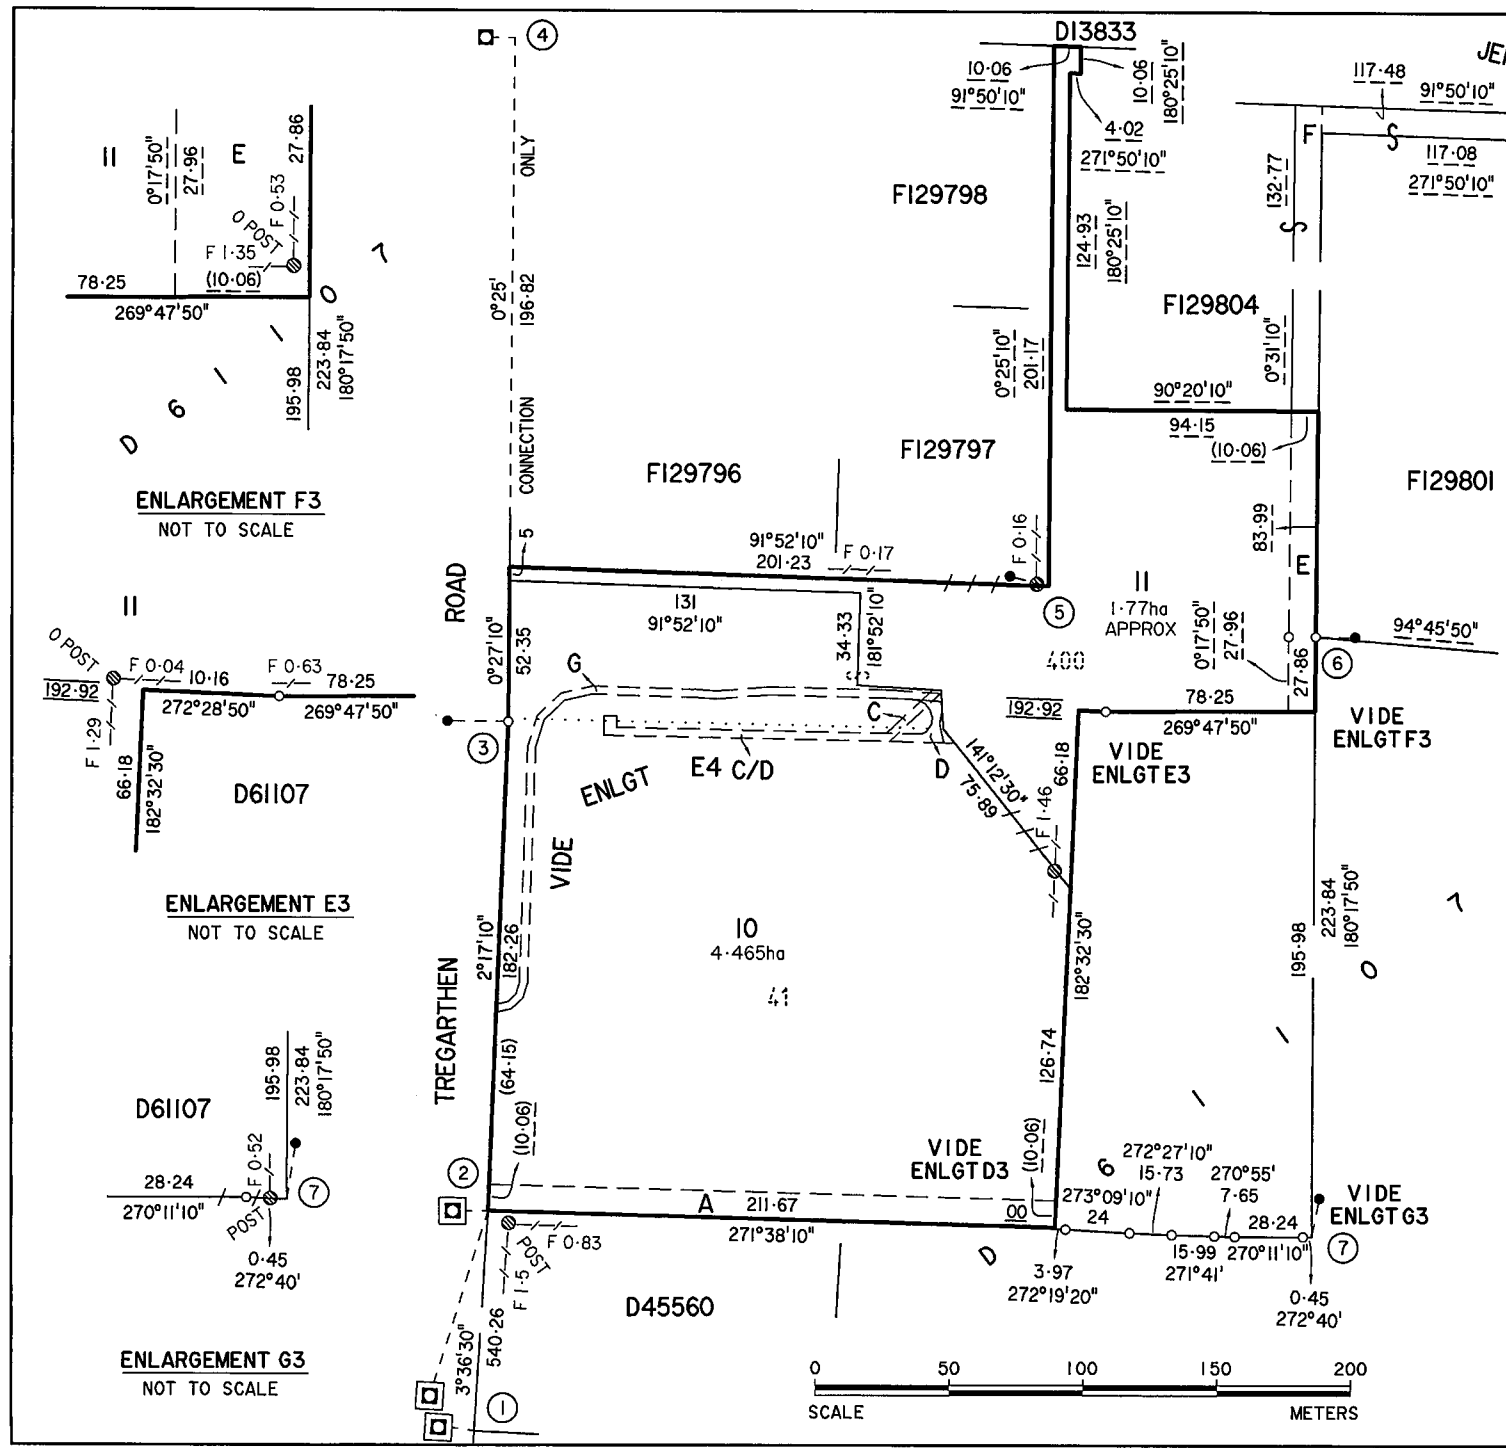 4
D13833
JE
10·06
91°50'10"
10·06
180°25'10"
117·48
91°50'10"
4·02
271°50'10"
F
S
117·08
271°50'10"
11
0°17'50"
27·96
E
27·86
F 0·53
O POST
F 1·35
78·25
(10·06)
269°47'50"
223·84
180°17'50"
195·98
D 6 1 1 0 7
ENLARGEMENT F3
NOT TO SCALE
CONNECTION ONLY
0°25'
196·82
F129798
124·93
180°25'10"
132·77
S
F129804
0°25'10"
201·17
0°31'10"
90°20'10"
94·15
(10·06)
F129796
F129797
F129801
5
91°52'10"
201·23
F 0·17
F 0·16
5
83·99
E
11
1·77ha
APPROX
400
0°17'50"
27·96
27·86
94°45'50"
6
ROAD
0°27'10"
52·35
131
91°52'10"
34·33
181°52'10"
G
C
D
3
ENLGT
E4 C/D
VIDE
192·92
78·25
269°47'50"
VIDE
ENLGT F3
VIDE
ENLGT E3
141°12'30"
75·89
66·18
F 1·46
11
O POST
F 0·04
10·16
F 0·63
78·25
192·92
272°28'50"
269°47'50"
F 1·29
66·18
182°32'30"
D61107
ENLARGEMENT E3
NOT TO SCALE
2°17'10"
182·26
10
4·465ha
41
182°32'30"
126·74
195·98
223·84
180°17'50"
D 6 1 1 0 7
TREGARTHEN
(64·15)
(10·06)
2
A
211·67
271°38'10"
00
VIDE
ENLGT D3
(10·06)
272°27'10"
273°09'10"
15·73
270°55'
24
7·65
28·24
15·99
270°11'10"
271°41'
3·97
272°19'20"
0·45
272°40'
VIDE
ENLGT G3
7
D61107
195·98
223·84
180°17'50"
F 0·52
28·24
270°11'10"
POST
7
0·45
272°40'
ENLARGEMENT G3
NOT TO SCALE
F 0·83
POST
F 1·5
540·26
3°36'30"
1
D45560
0 50 100 150 200
SCALE METERS